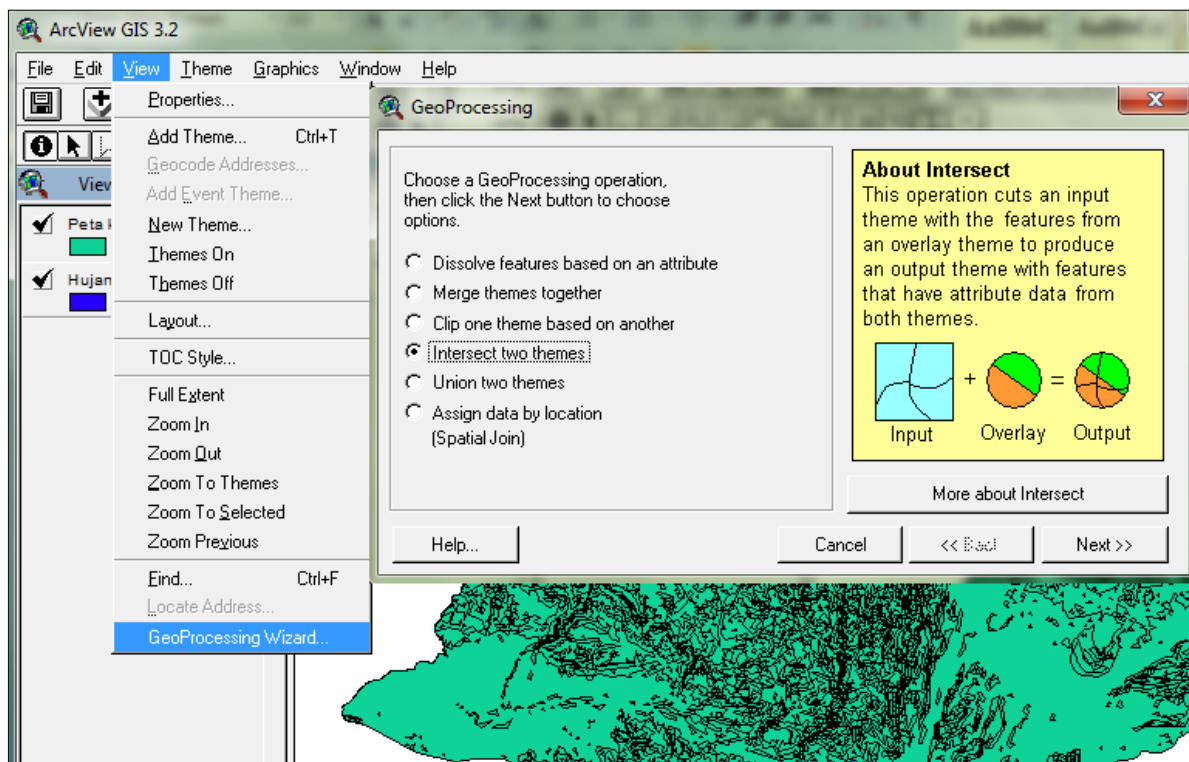 ArcView GIS 3.2
File Edit View Theme Graphics Window Help
View
Peta
Hujan
Properties...
Add Theme... Ctrl+T
Geocode Addresses...
Add Event Theme...
New Theme...
Themes On
Themes Off
Layout...
TOC Style...
Full Extent
Zoom In
Zoom Out
Zoom To Themes
Zoom To Selected
Zoom Previous
Find... Ctrl+F
Locate Address...
GeoProcessing Wizard...
GeoProcessing
Choose a GeoProcessing operation,
then click the Next button to choose
options.
Dissolve features based on an attribute
Merge themes together
Clip one theme based on another
Intersect two themes
Union two themes
Assign data by location
(Spatial Join)
About Intersect
This operation cuts an input
theme with the features from
an overlay theme to produce
an output theme with features
that have attribute data from
both themes.
+ =
Input Overlay Output
More about Intersect
Help... Cancel << Back Next >>